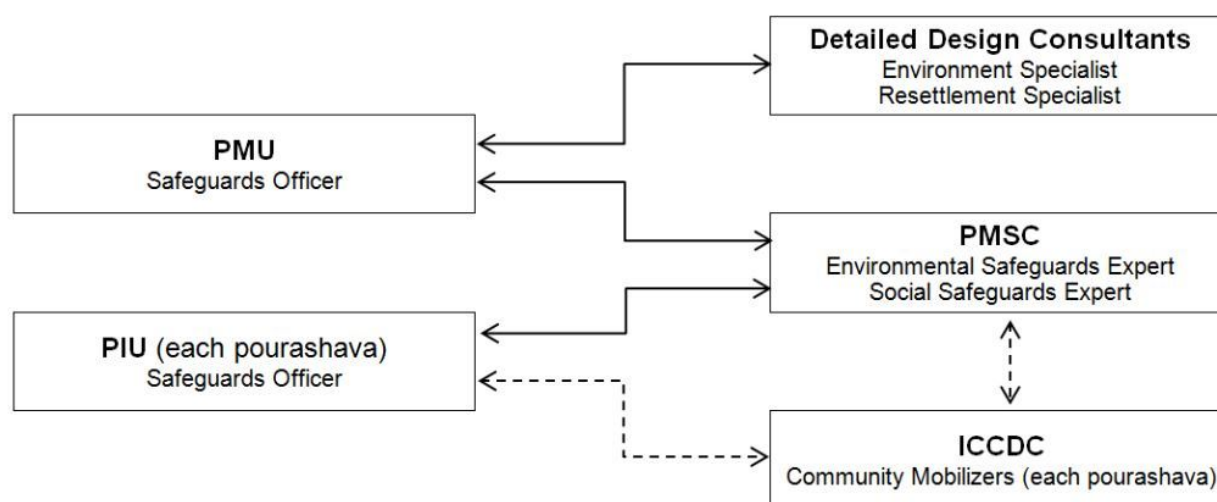 Detailed Design Consultants
Environment Specialist
Resettlement Specialist
PMU
Safeguards Officer
PMSC
Environmental Safeguards Expert
Social Safeguards Expert
PIU (each pourashava)
Safeguards Officer
ICCDC
Community Mobilizers (each pourashava)